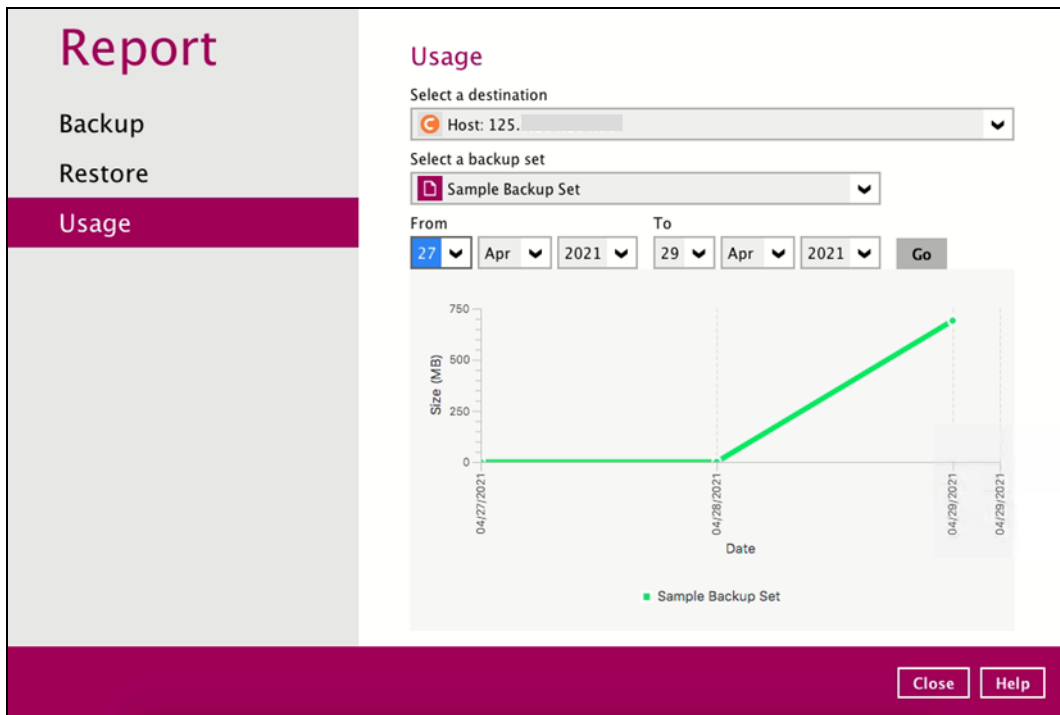 Report
Backup
Restore
Usage
Usage
Select a destination
Host: 125.
Select a backup set
Sample Backup Set
From To
27 Apr 2021 29 Apr 2021 Go
750
500
250
0
Size (MB)
04/27/2021 04/28/2021 04/29/2021 04/29/2021
Date
Sample Backup Set
Close Help